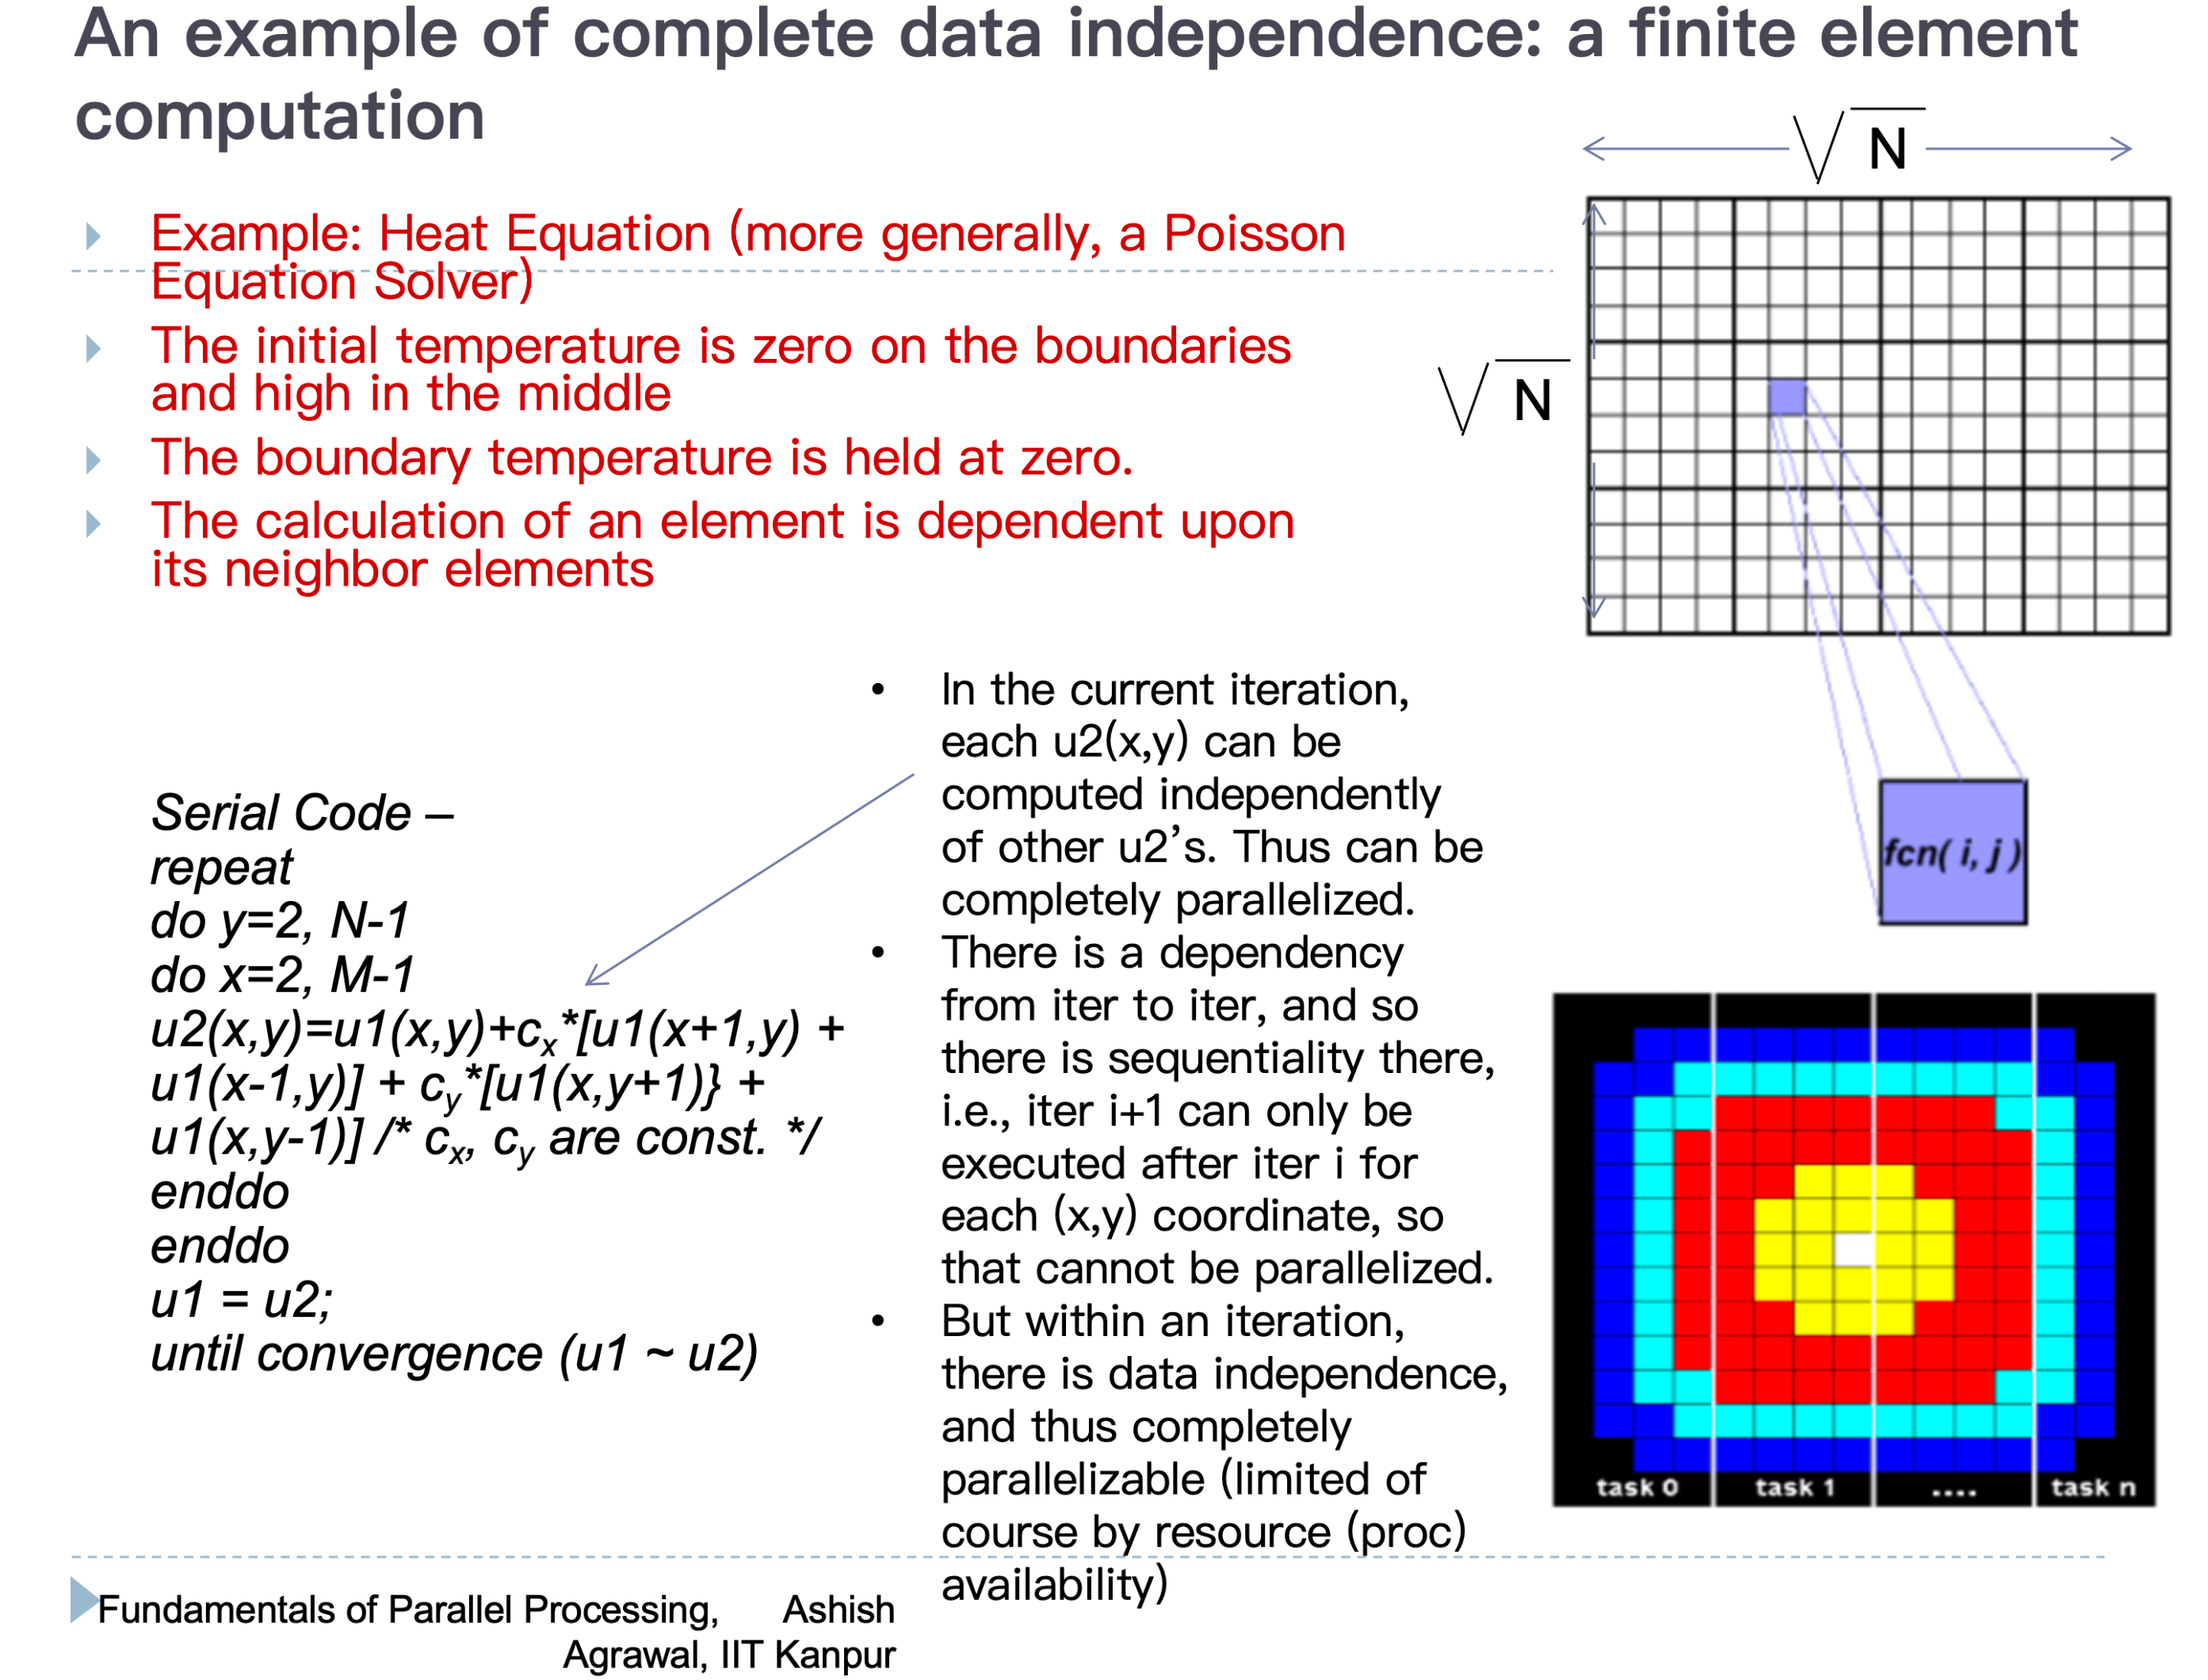 An example of complete data independence: a finite element
computation
√ N
Example: Heat Equation (more generally, a Poisson
Equation Solver)
The initial temperature is zero on the boundaries
and high in the middle
The boundary temperature is held at zero.
The calculation of an element is dependent upon
its neighbor elements
√ N
fcn( i, j )
Serial Code –
repeat
do y=2, N-1
do x=2, M-1
u2(x,y)=u1(x,y)+cx*[u1(x+1,y) +
u1(x-1,y)] + cy*[u1(x,y+1)} +
u1(x,y-1)] /* cx, cy are const. */
enddo
enddo
u1 = u2;
until convergence (u1 ~ u2)
• In the current iteration,
each u2(x,y) can be
computed independently
of other u2’s. Thus can be
completely parallelized.
• There is a dependency
from iter to iter, and so
there is sequentiality there,
i.e., iter i+1 can only be
executed after iter i for
each (x,y) coordinate, so
that cannot be parallelized.
• But within an iteration,
there is data independence,
and thus completely
parallelizable (limited of
course by resource (proc)
availability)
task 0 task 1 .... task n
Fundamentals of Parallel Processing, Ashish
Agrawal, IIT Kanpur